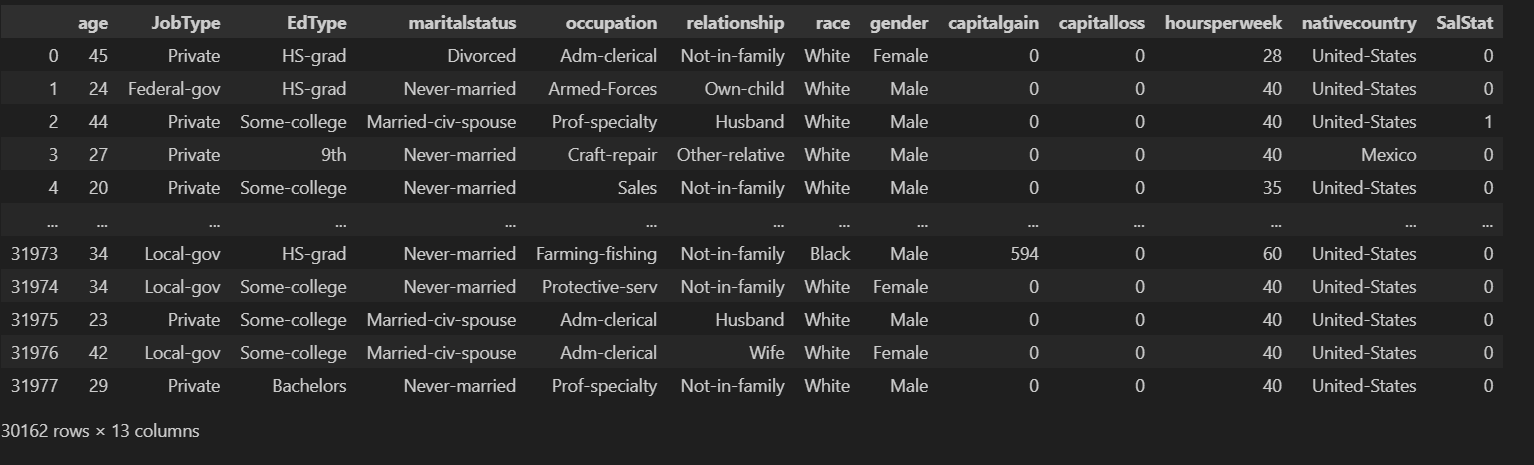 age JobType EdType maritalstatus occupation relationship race gender capitalgain capitalloss hoursperweek nativecountry SalStat
0 45 Private HS-grad Divorced Adm-clerical Not-in-family White Female 0 0 28 United-States 0
1 24 Federal-gov HS-grad Never-married Armed-Forces Own-child White Male 0 0 40 United-States 0
2 44 Private Some-college Married-civ-spouse Prof-specialty Husband White Male 0 0 40 United-States 1
3 27 Private 9th Never-married Craft-repair Other-relative White Male 0 0 40 Mexico 0
4 20 Private Some-college Never-married Sales Not-in-family White Male 0 0 35 United-States 0
... ... ... ... ... ... ... ... ... ... ... ... ... ...
31973 34 Local-gov HS-grad Never-married Farming-fishing Not-in-family Black Male 594 0 60 United-States 0
31974 34 Local-gov Some-college Never-married Protective-serv Not-in-family White Female 0 0 40 United-States 0
31975 23 Private Some-college Married-civ-spouse Adm-clerical Husband White Male 0 0 40 United-States 0
31976 42 Local-gov Some-college Married-civ-spouse Adm-clerical Wife White Female 0 0 40 United-States 0
31977 29 Private Bachelors Never-married Prof-specialty Not-in-family White Male 0 0 40 United-States 0
30162 rows × 13 columns